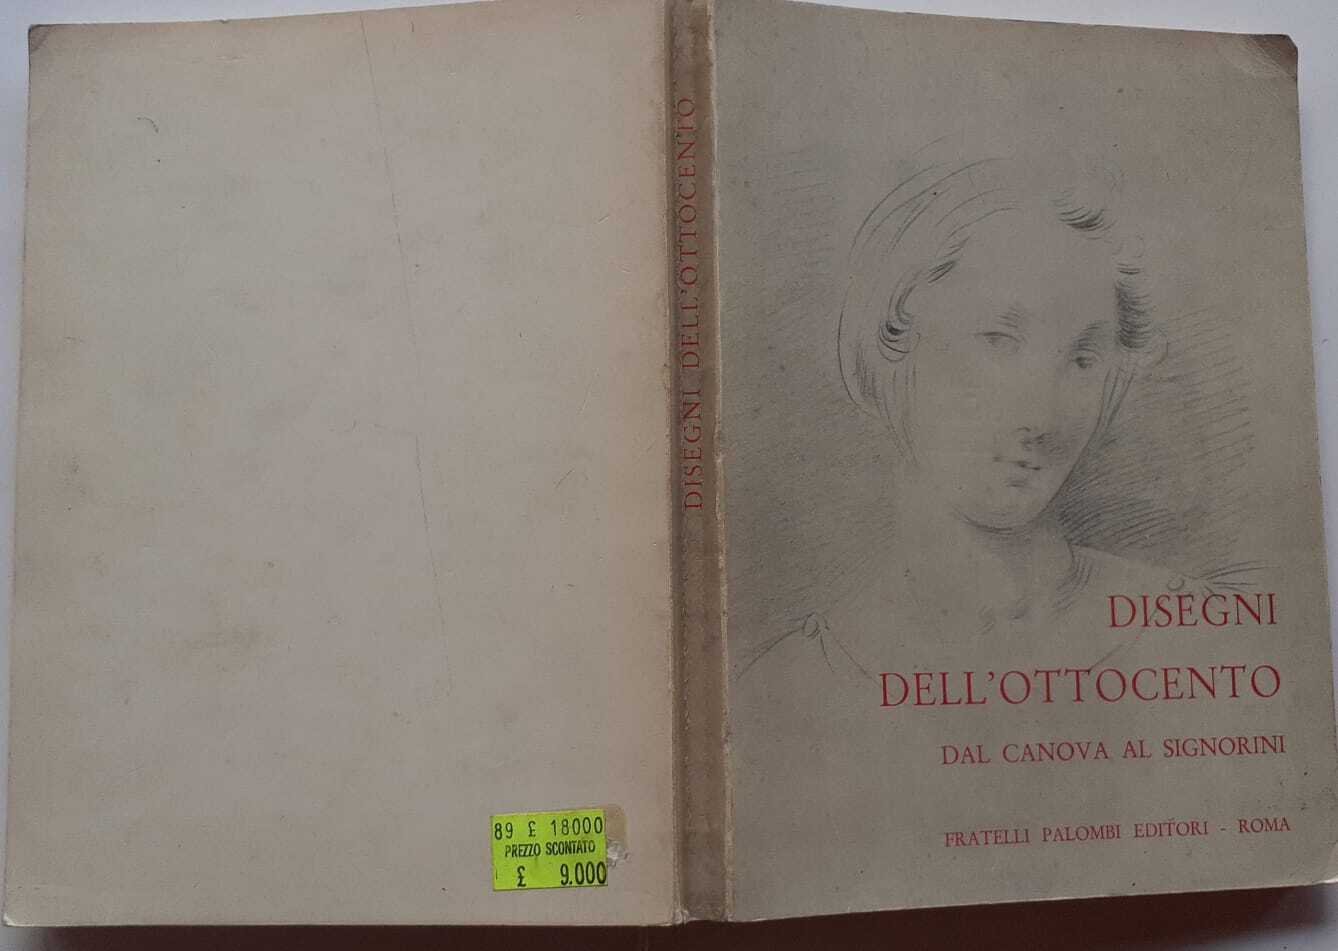 DISEGNI DELL'OTTOCENTO
DISEGNI
DELL'OTTOCENTO
DAL CANOVA AL SIGNORINI
FRATELLI PALOMBI EDITORI - ROMA
89 £ 18000
PREZZO SCONTATO
£ 9.000